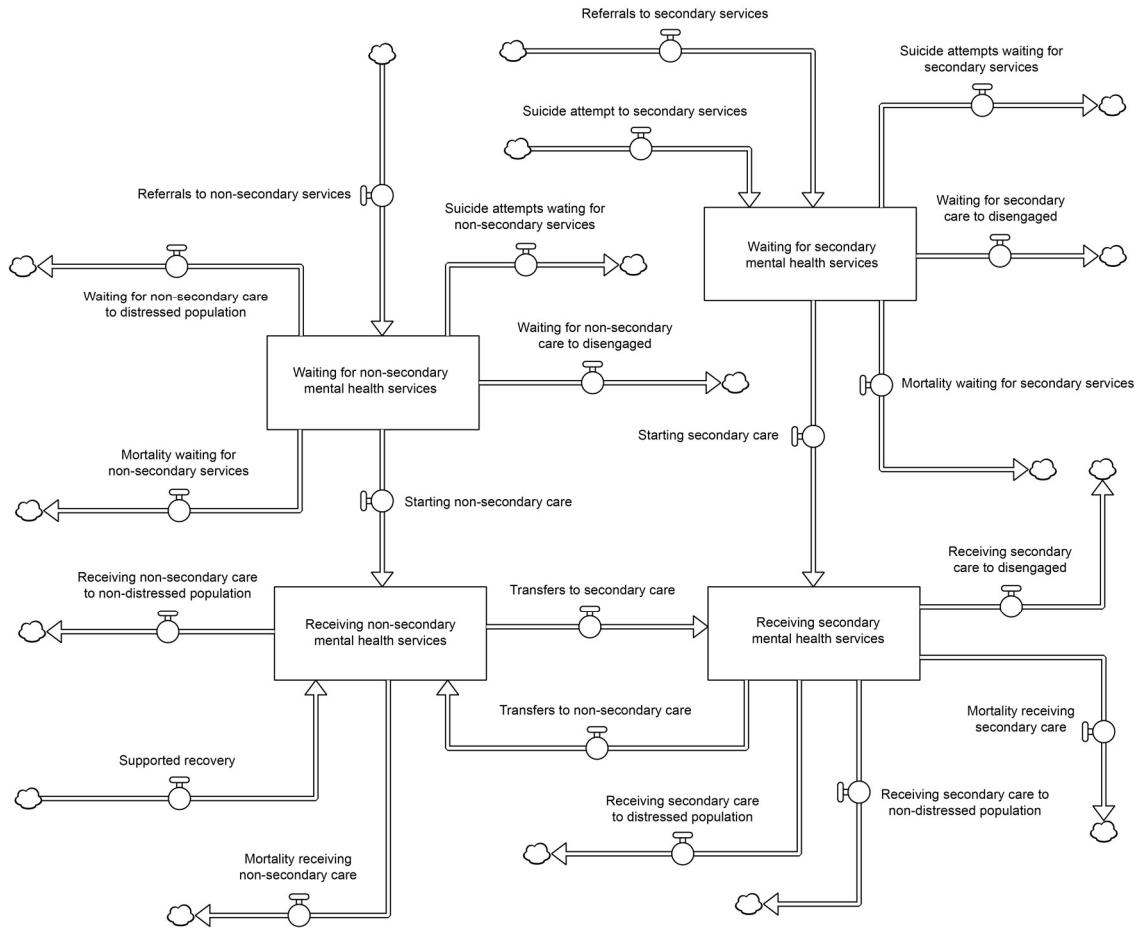 Referrals to secondary services
Suicide attempts waiting for
secondary services
Suicide attempt to secondary services
Referrals to non-secondary services
Suicide attempts wating for
non-secondary services
Waiting for secondary
care to disengaged
Waiting for secondary
mental health services
Waiting for non-secondary care
to distressed population
Waiting for non-secondary
care to disengaged
Waiting for non-secondary
mental health services
Mortality waiting for secondary services
Starting secondary care
Mortality waiting for
non-secondary services
Starting non-secondary care
Receiving secondary
care to disengaged
Receiving non-secondary care
to non-distressed population
Transfers to secondary care
Receiving non-secondary
mental health services
Receiving secondary
mental health services
Transfers to non-secondary care
Mortality receiving
secondary care
Supported recovery
Receiving secondary care
to distressed population
Receiving secondary care to
non-distressed population
Mortality receiving
non-secondary care